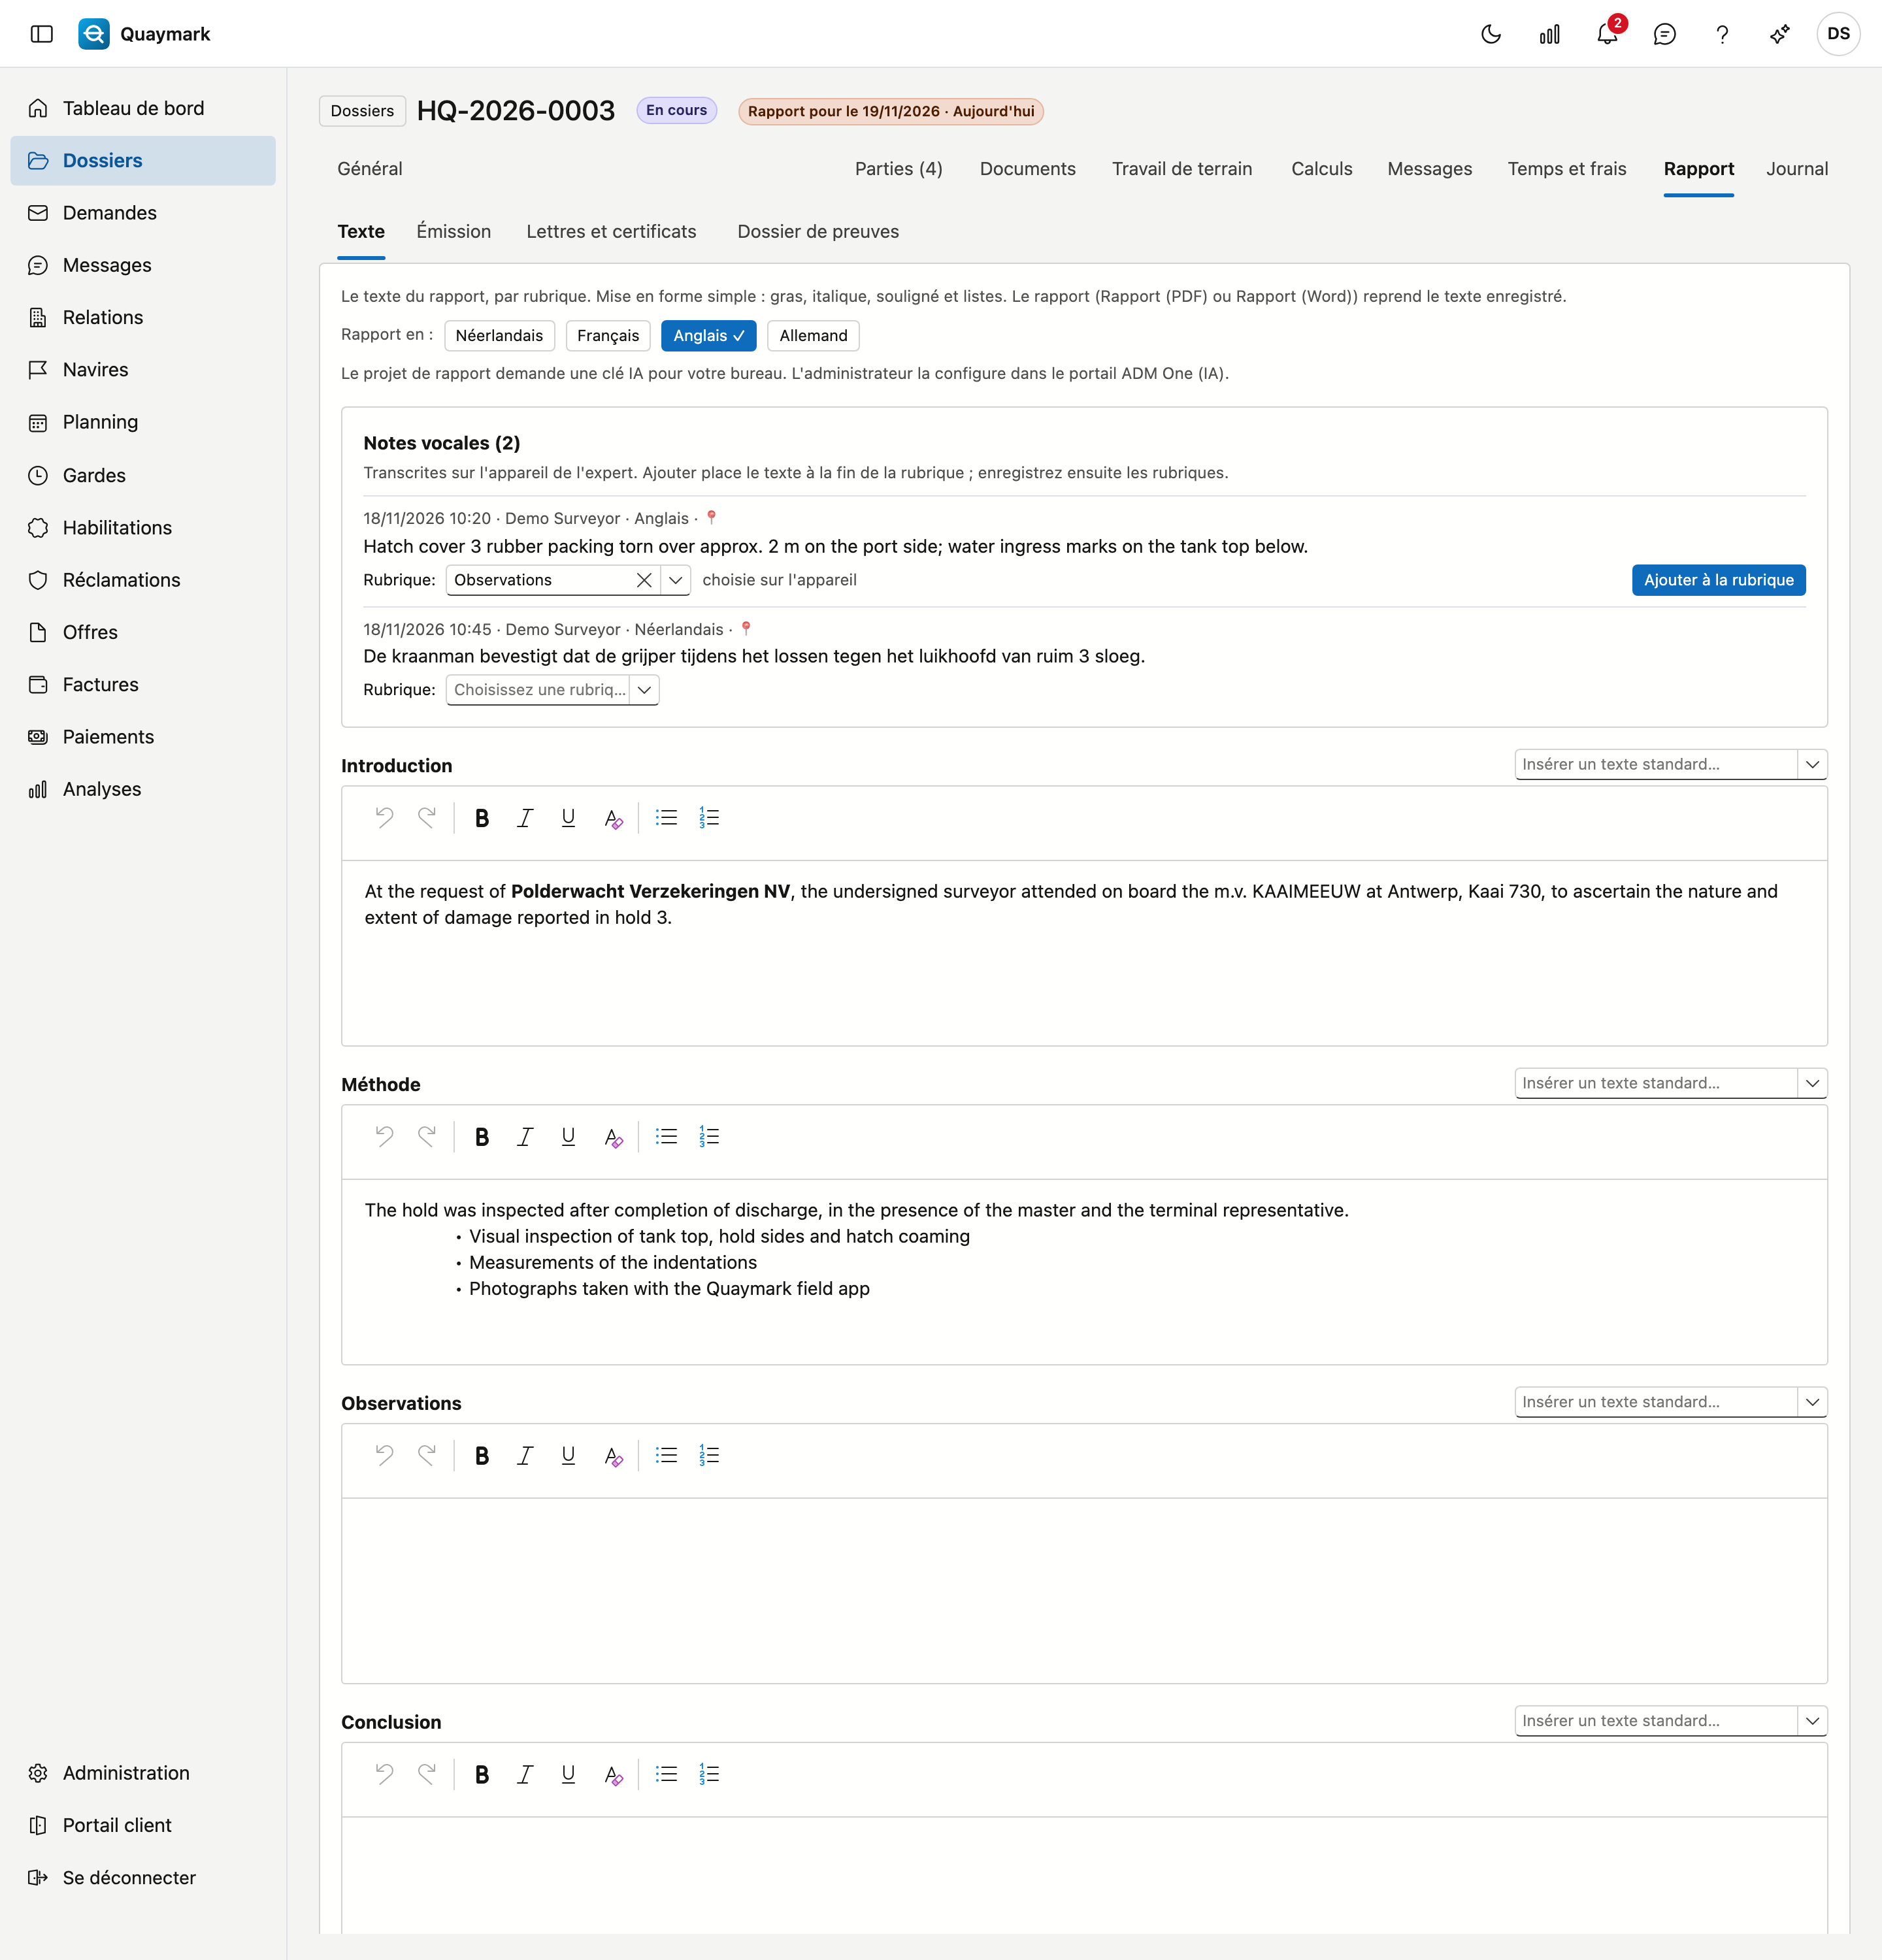 Quaymark
2
DS
Tableau de bord
Dossiers
Demandes
Messages
Relations
Navires
Planning
Gardes
Habilitations
Réclamations
Offres
Factures
Paiements
Analyses
Administration
Portail client
Se déconnecter
Dossiers HQ-2026-0003 En cours Rapport pour le 19/11/2026 · Aujourd'hui
Général Parties (4) Documents Travail de terrain Calculs Messages Temps et frais Rapport Journal
Texte Émission Lettres et certificats Dossier de preuves
Le texte du rapport, par rubrique. Mise en forme simple : gras, italique, souligné et listes. Le rapport (Rapport (PDF) ou Rapport (Word)) reprend le texte enregistré.
Rapport en : Néerlandais Français Anglais ✓ Allemand
Le projet de rapport demande une clé IA pour votre bureau. L'administrateur la configure dans le portail ADM One (IA).
Notes vocales (2)
Transcrites sur l'appareil de l'expert. Ajouter place le texte à la fin de la rubrique ; enregistrez ensuite les rubriques.
18/11/2026 10:20 · Demo Surveyor · Anglais · 📍
Hatch cover 3 rubber packing torn over approx. 2 m on the port side; water ingress marks on the tank top below.
Rubrique: Observations choisie sur l'appareil Ajouter à la rubrique
18/11/2026 10:45 · Demo Surveyor · Néerlandais · 📍
De kraanman bevestigt dat de grijper tijdens het lossen tegen het luikhoofd van ruim 3 sloeg.
Rubrique: Choisissez une rubriq...
Introduction Insérer un texte standard...
At the request of Polderwacht Verzekeringen NV, the undersigned surveyor attended on board the m.v. KAAIMEEUW at Antwerp, Kaai 730, to ascertain the nature and
extent of damage reported in hold 3.
Méthode Insérer un texte standard...
The hold was inspected after completion of discharge, in the presence of the master and the terminal representative.
• Visual inspection of tank top, hold sides and hatch coaming
• Measurements of the indentations
• Photographs taken with the Quaymark field app
Observations Insérer un texte standard...
Conclusion Insérer un texte standard...